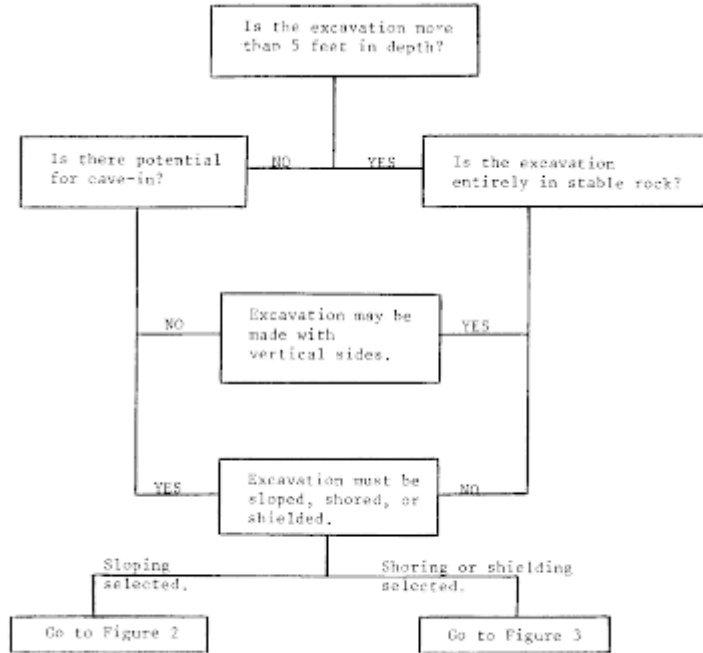 Is the excavation more
than 5 feet in depth?
Is there potential
for cave-in?
NO
YES
Is the excavation
entirely in stable rock?
NO
Excavation may be
made with
vertical sides.
YES
YES
Excavation must be
sloped, shored, or
shielded.
NO
Sloping
selected.
Shoring or shielding
selected.
Go to Figure 2
Go to Figure 3